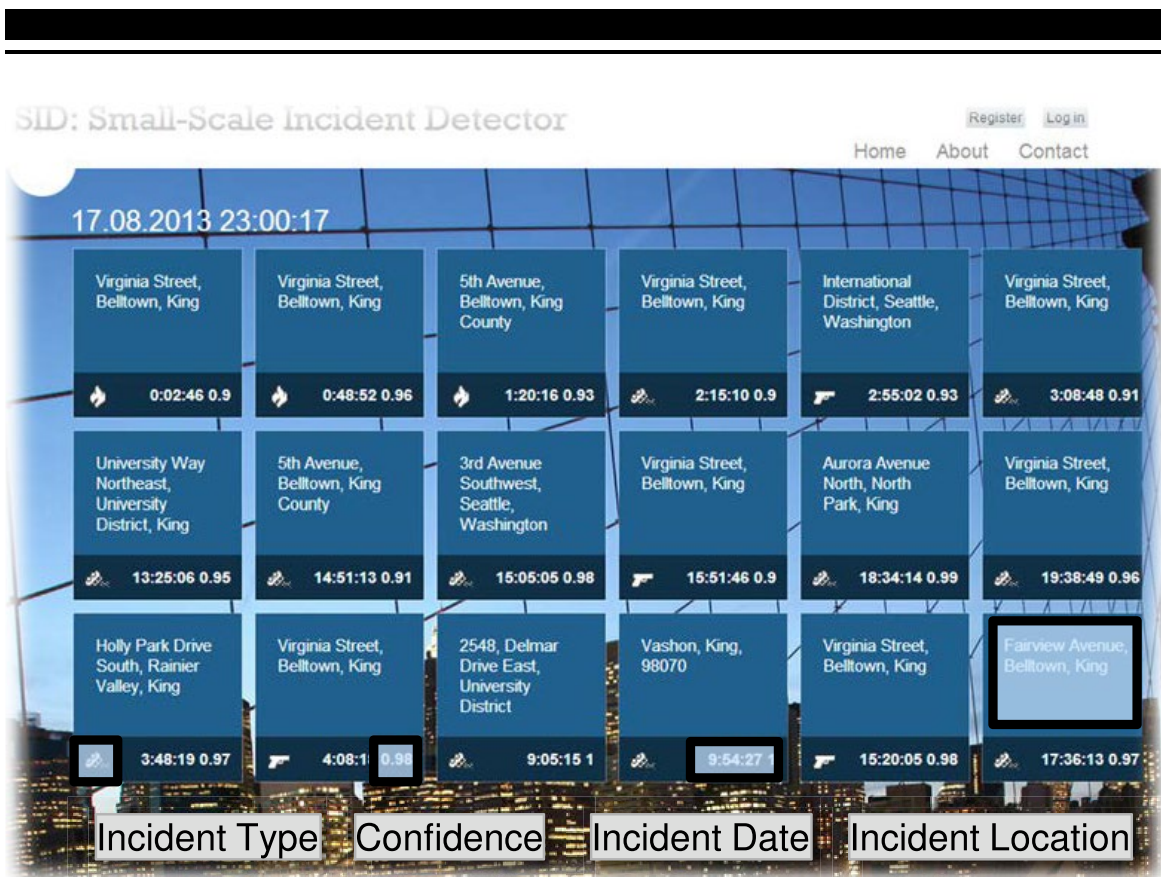 SID: Small-Scale Incident Detector
Register
Log in
Home
About
Contact
17.08.2013 23:00:17
Virginia Street,
Belltown, King
0:02:46 0.9
Virginia Street,
Belltown, King
0:48:52 0.96
5th Avenue,
Belltown, King
County
1:20:16 0.93
Virginia Street,
Belltown, King
2:15:10 0.9
International
District, Seattle,
Washington
2:55:02 0.93
Virginia Street,
Belltown, King
3:08:48 0.91
University Way
Northeast,
University
District, King
13:25:06 0.95
5th Avenue,
Belltown, King
County
14:51:13 0.91
3rd Avenue
Southwest,
Seattle,
Washington
15:05:05 0.98
Virginia Street,
Belltown, King
15:51:46 0.9
Aurora Avenue
North, North
Park, King
18:34:14 0.99
Virginia Street,
Belltown, King
19:38:49 0.96
Holly Park Drive
South, Rainier
Valley, King
3:48:19 0.97
Virginia Street,
Belltown, King
0.98
2548, Delmar
Drive East,
University
District
9:05:15 1
Vashon, King,
98070
9:54:27 1
Virginia Street,
Belltown, King
15:20:05 0.98
Fairview Avenue,
Belltown, King
17:36:13 0.97
Incident Type
Confidence
Incident Date
Incident Location